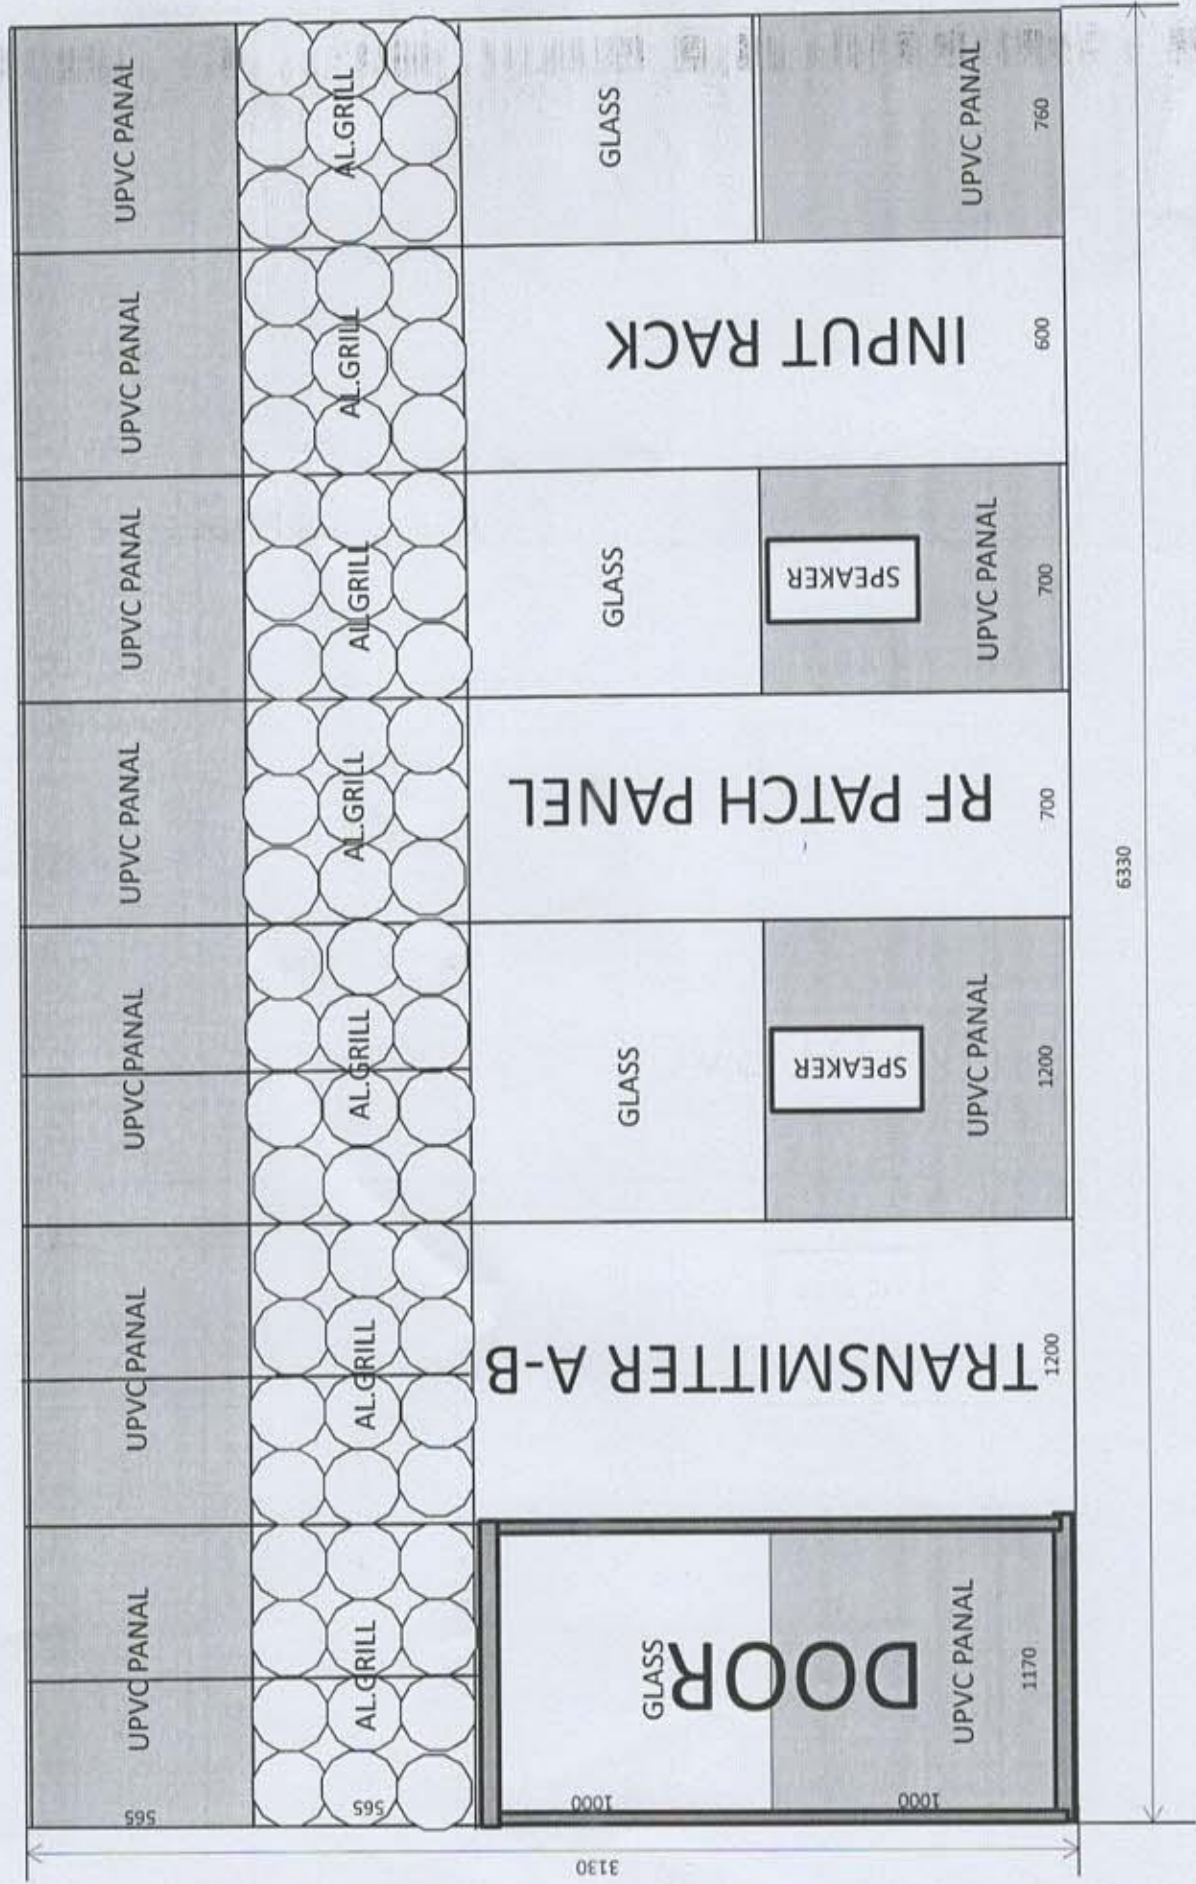 UPVC PANAL
UPVC PANAL
UPVC PANAL
UPVC PANAL
UPVC PANAL
UPVC PANAL
UPVC PANAL
565
AL.GRILL
AL.GRILL
AL.GRILL
AL.GRILL
AL.GRILL
AL.GRILL
AL.GRILL
565
GLASS
DOOR
UPVC PANAL
1000
1000
1170
TRANSMITTER A-B
1200
GLASS
SPEAKER
UPVC PANAL
1200
RF PATCH PANEL
700
GLASS
SPEAKER
UPVC PANAL
700
INPUT RACK
600
GLASS
UPVC PANAL
760
3130
6330